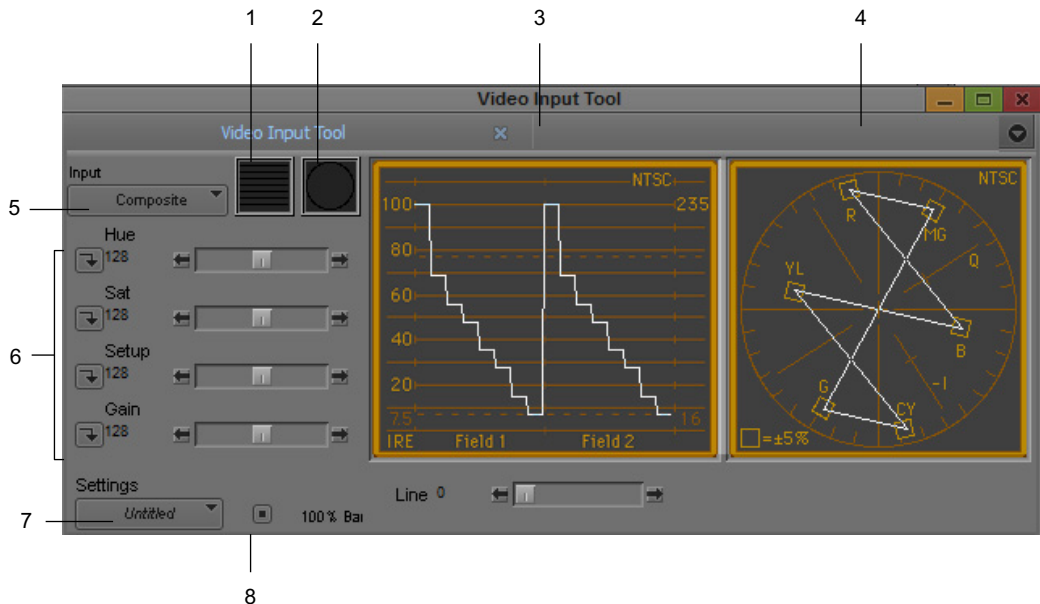 1 2 3 4
Video Input Tool
Video Input Tool
Input
Composite
5
Hue
128
Sat
128
6
Setup
128
Gain
128
Settings
Untitled
7
100% Bar
8
NTSC
100 235
80
60
40
20
7.5 16
IRE Field 1 Field 2
Line 0
NTSC
R
MG
Q
YL
B
-I
G
CY
=±5%